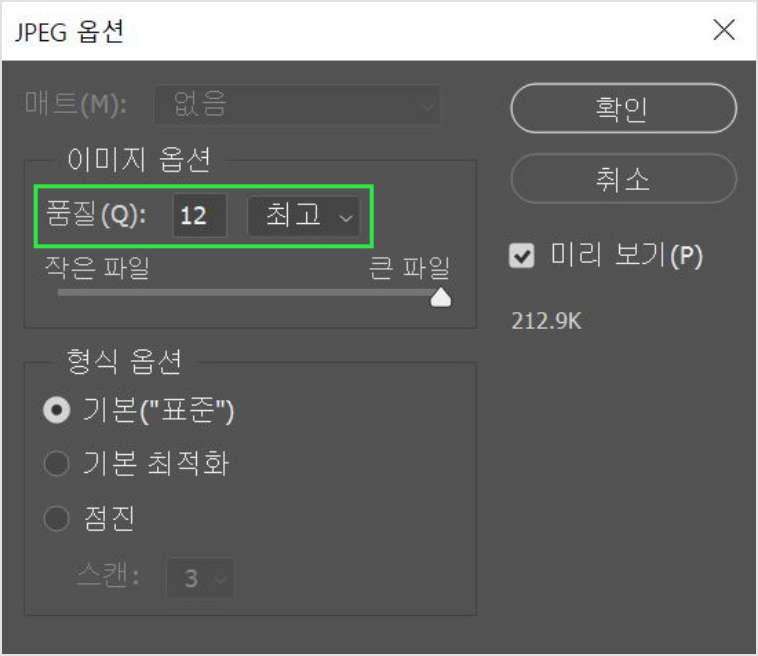 JPEG 옵션
매트(M): 없음
확인
이미지 옵션
취소
품질(Q): 12 최고
미리 보기(P)
작은 파일 큰 파일
212.9K
형식 옵션
기본("표준")
기본 최적화
점진
스캔: 3